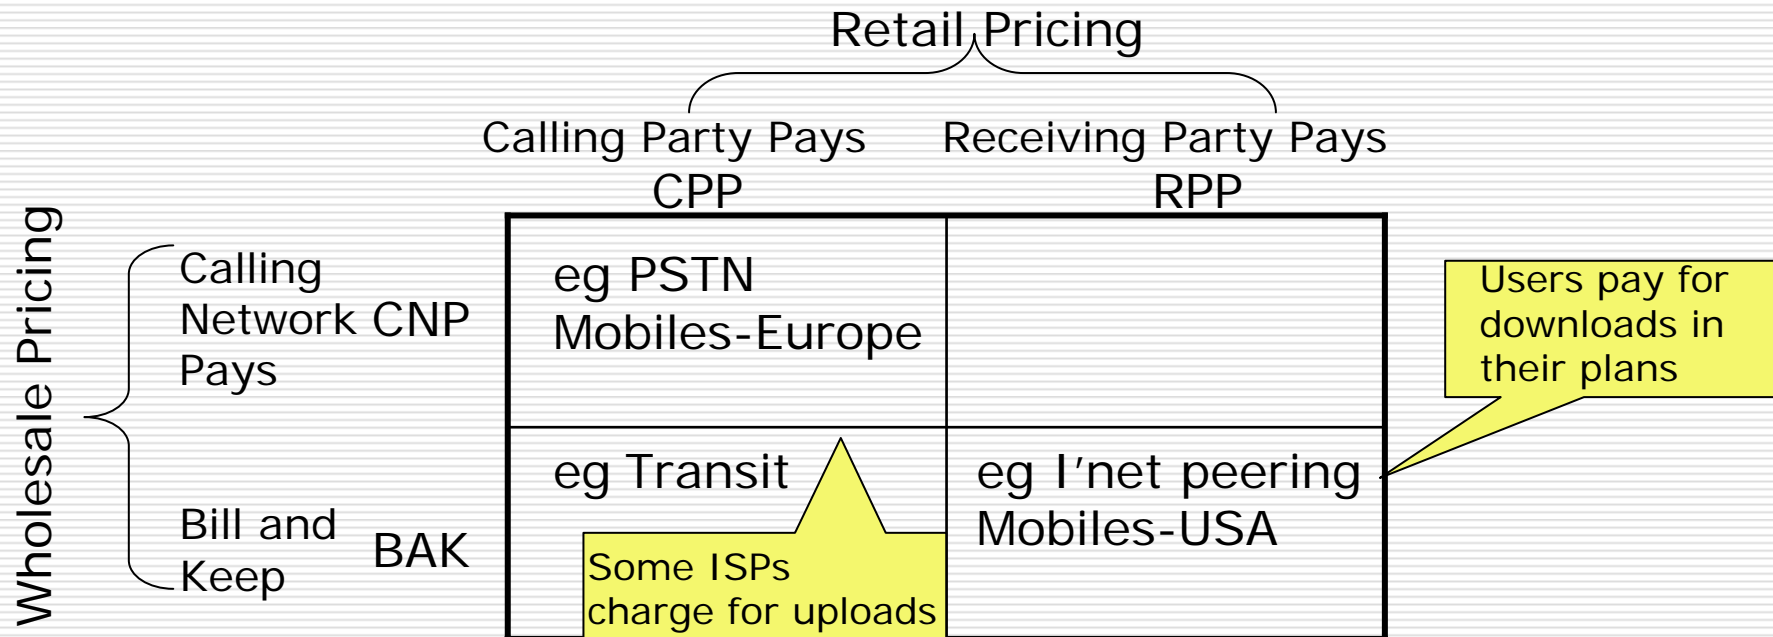 Retail Pricing
Calling Party Pays
CPP
Receiving Party Pays
RPP
Wholesale Pricing
Calling
Network CNP
Pays
eg PSTN
Mobiles-Europe
Users pay for
downloads in
their plans
Bill and
Keep
BAK
eg Transit
Some ISPs
charge for uploads
eg I'net peering
Mobiles-USA